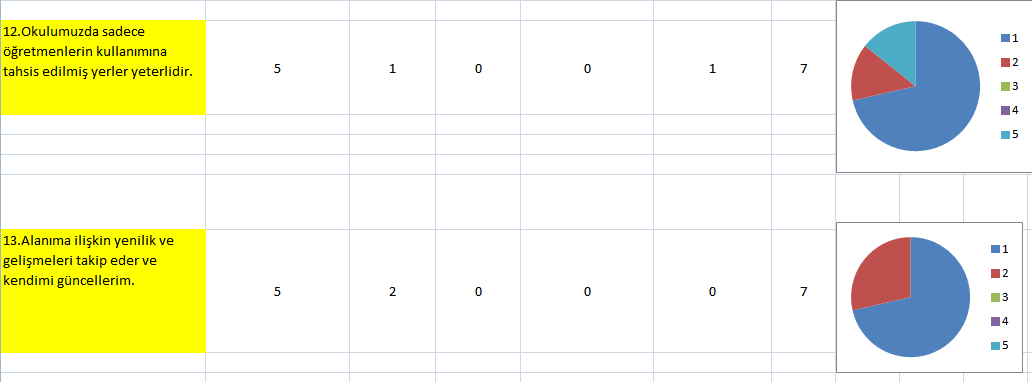 12.Okulumuzda sadece
öğretmenlerin kullanımına
tahsis edilmiş yerler yeterlidir.
5 1 0 0 1 7
1
2
3
4
5
13.Alanıma ilişkin yenilik ve
gelişmeleri takip eder ve
kendimi güncellerim.
5 2 0 0 0 7
1
2
3
4
5